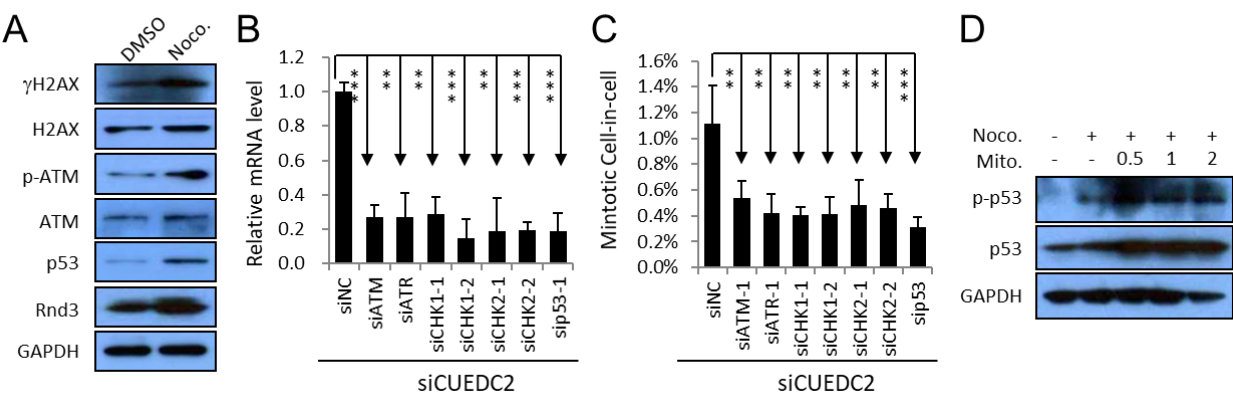 A
DMSO
Noco.
γH2AX
H2AX
p-ATM
ATM
p53
Rnd3
GAPDH
B
Relative mRNA level
1.2
1.0
0.8
0.6
0.4
0.2
0.0
*** ** ** *** ** *** ***
siNC
siATM
siATR
siCHK1-1
siCHK1-2
siCHK2-1
siCHK2-2
sip53-1
siCUEDC2
C
Mintotic Cell-in-cell
1.6%
1.4%
1.2%
1.0%
0.8%
0.6%
0.4%
0.2%
0.0%
** ** ** ** ** ** ***
siNC
siATM-1
siATR-1
siCHK1-1
siCHK1-2
siCHK2-1
siCHK2-2
sip53
siCUEDC2
D
Noco. - + + + +
Mito. - - 0.5 1 2
p-p53
p53
GAPDH